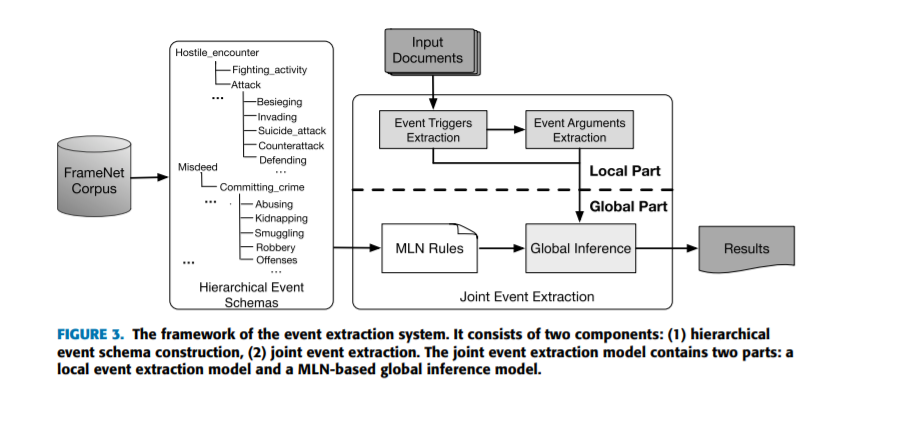 FrameNet
Corpus
Hostile_encounter
Fighting_activity
Attack
...
Besieging
Invading
Suicide_attack
Counterattack
Defending
...
Misdeed
Committing_crime
...
Abusing
Kidnapping
Smuggling
Robbery
Offenses
...
...
Hierarchical Event
Schemas
Input
Documents
Event Triggers
Extraction
Event Arguments
Extraction
Local Part
Global Part
MLN Rules
Global Inference
Joint Event Extraction
Results
FIGURE 3. The framework of the event extraction system. It consists of two components: (1) hierarchical
event schema construction, (2) joint event extraction. The joint event extraction model contains two parts: a
local event extraction model and a MLN-based global inference model.